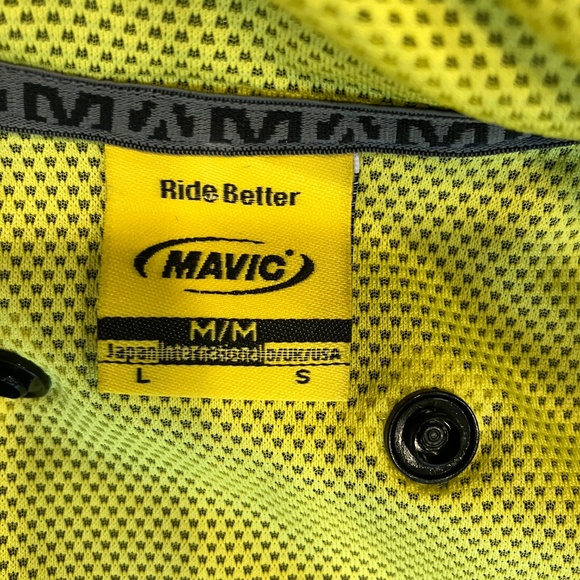 Ride Better
MAVIC
M/M
Japan International D/UK/USA
L S